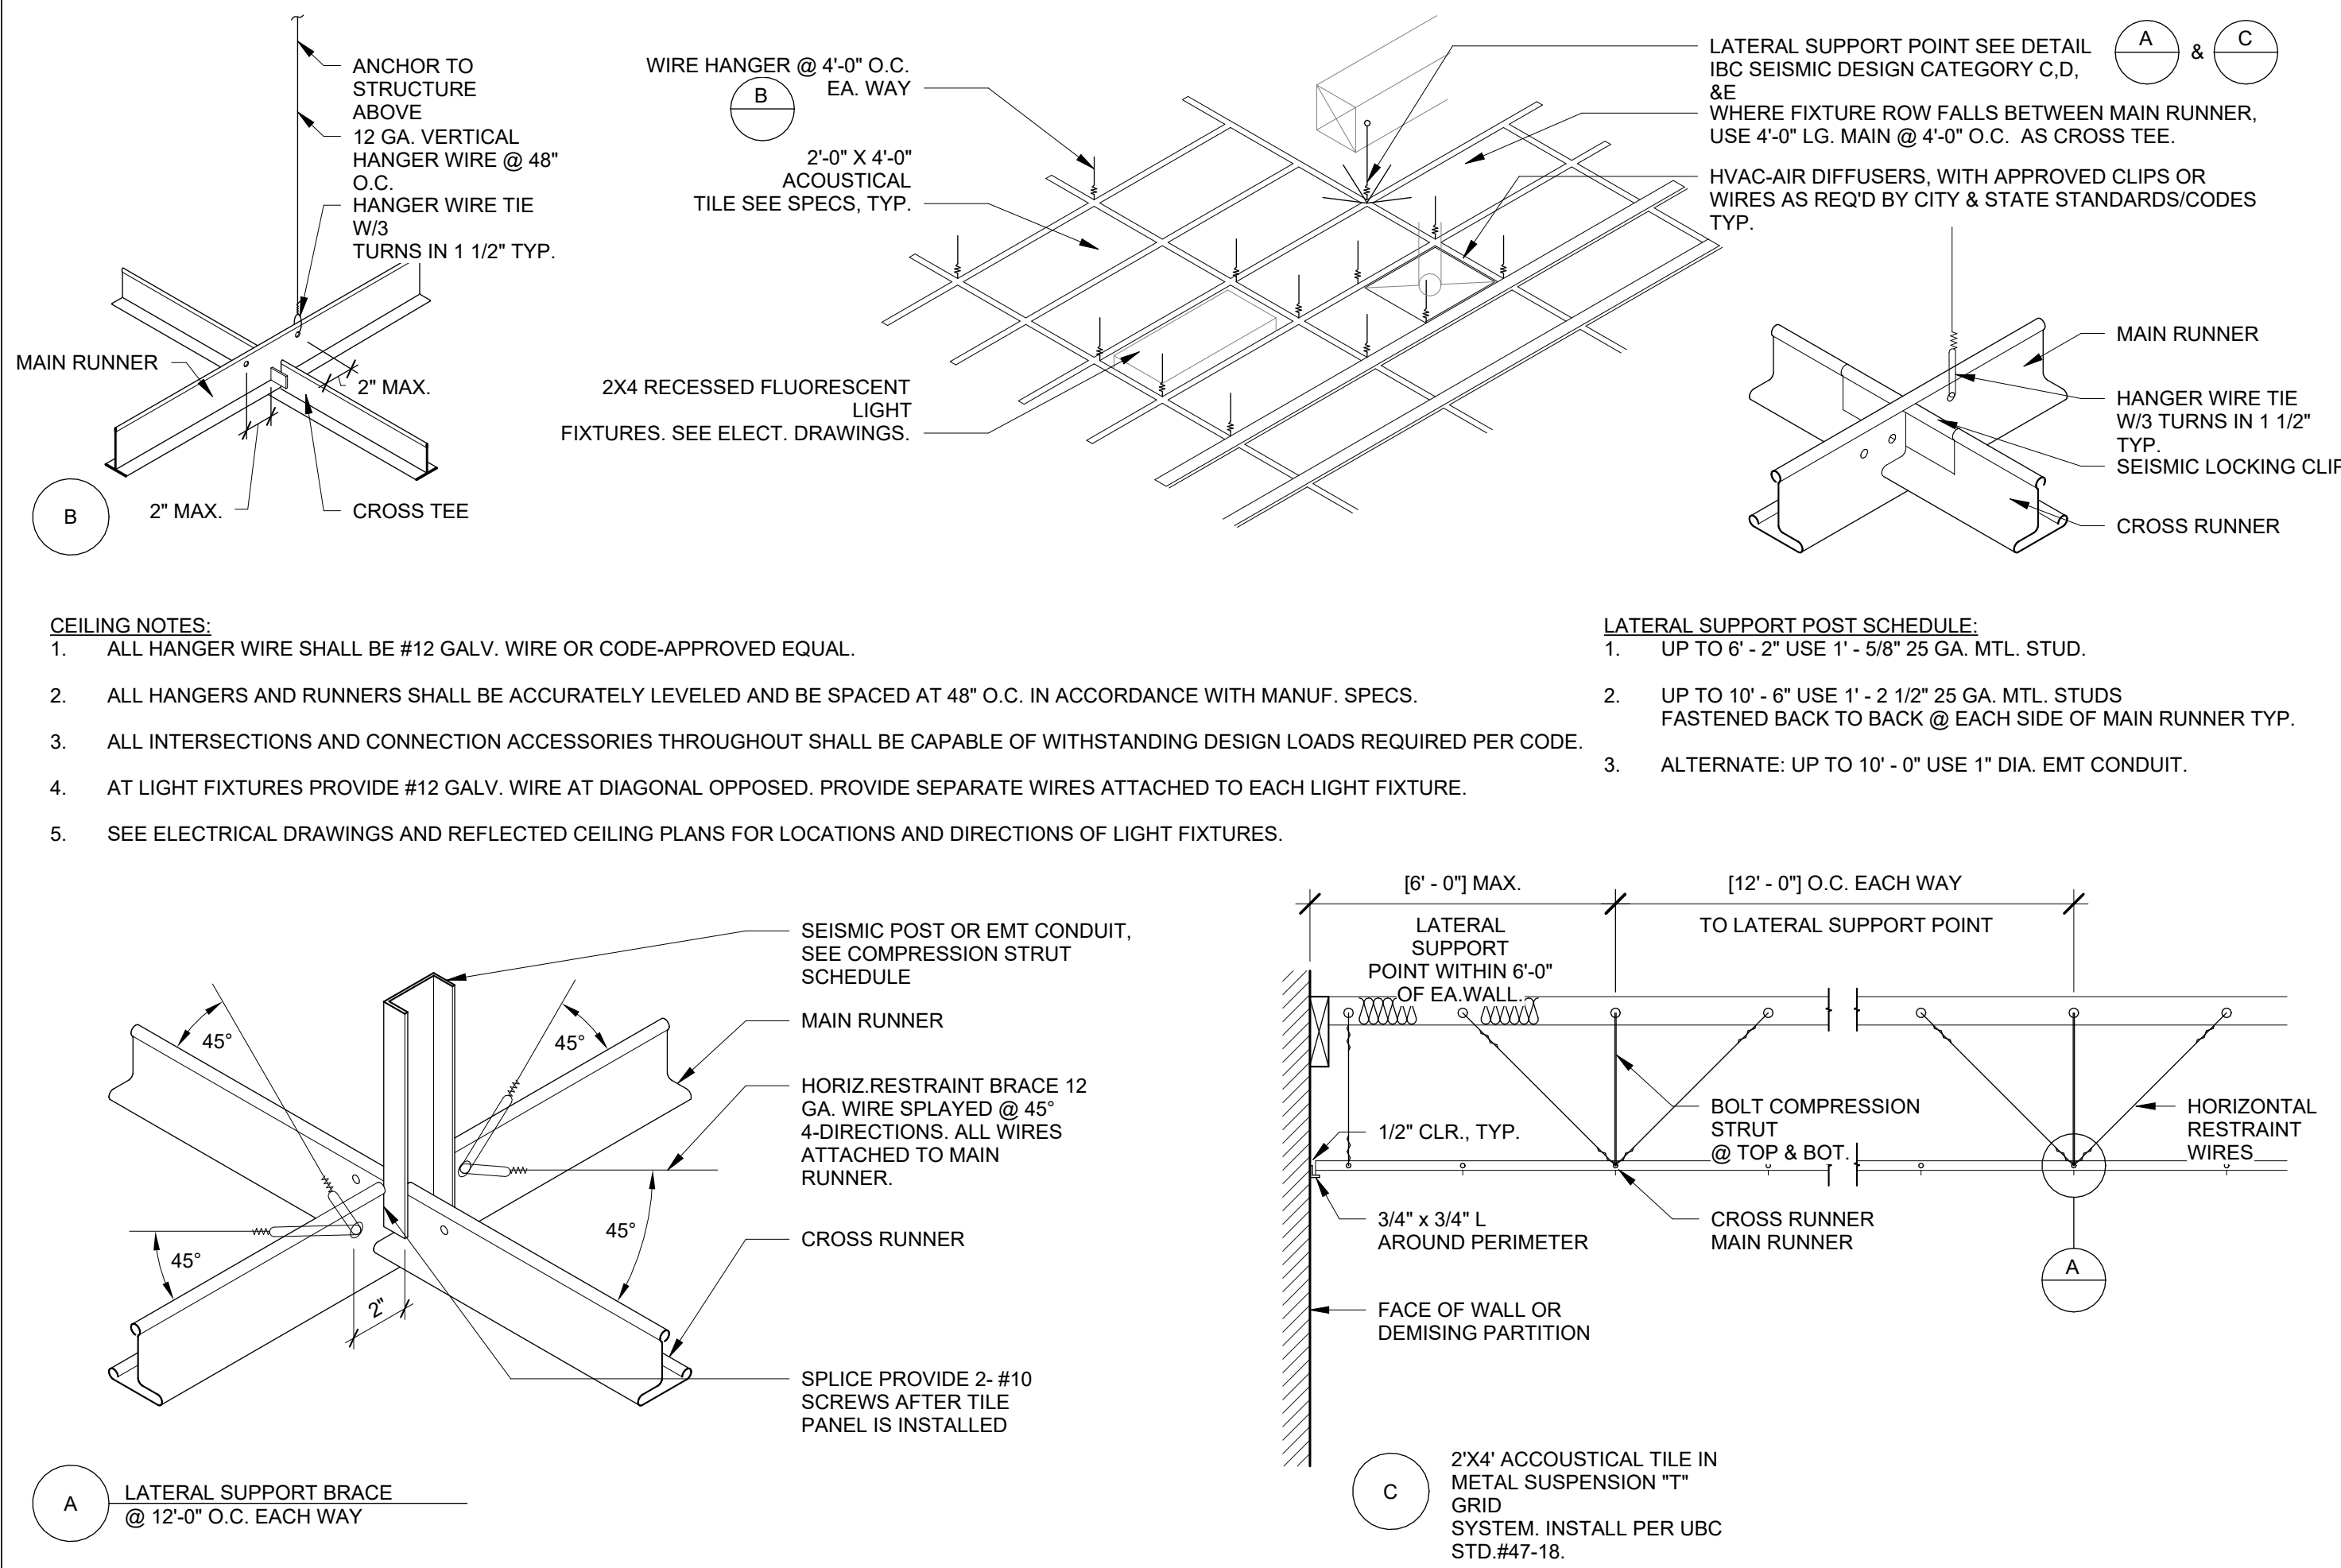 ANCHOR TO
STRUCTURE
ABOVE
12 GA. VERTICAL
HANGER WIRE @ 48"
O.C.
HANGER WIRE TIE
W/3
TURNS IN 1 1/2" TYP.
MAIN RUNNER
2" MAX.
2" MAX.
CROSS TEE
B
WIRE HANGER @ 4'-0" O.C.
EA. WAY
B
2'-0" X 4'-0"
ACOUSTICAL
TILE SEE SPECS, TYP.
2X4 RECESSED FLUORESCENT
LIGHT
FIXTURES. SEE ELECT. DRAWINGS.
LATERAL SUPPORT POINT SEE DETAIL
IBC SEISMIC DESIGN CATEGORY C,D,
&E
A
&
C
WHERE FIXTURE ROW FALLS BETWEEN MAIN RUNNER,
USE 4'-0" LG. MAIN @ 4'-0" O.C. AS CROSS TEE.
HVAC-AIR DIFFUSERS, WITH APPROVED CLIPS OR
WIRES AS REQ'D BY CITY & STATE STANDARDS/CODES
TYP.
MAIN RUNNER
HANGER WIRE TIE
W/3 TURNS IN 1 1/2"
TYP.
SEISMIC LOCKING CLIP
CROSS RUNNER
CEILING NOTES:
1. ALL HANGER WIRE SHALL BE #12 GALV. WIRE OR CODE-APPROVED EQUAL.
2. ALL HANGERS AND RUNNERS SHALL BE ACCURATELY LEVELED AND BE SPACED AT 48" O.C. IN ACCORDANCE WITH MANUF. SPECS.
3. ALL INTERSECTIONS AND CONNECTION ACCESSORIES THROUGHOUT SHALL BE CAPABLE OF WITHSTANDING DESIGN LOADS REQUIRED PER CODE.
4. AT LIGHT FIXTURES PROVIDE #12 GALV. WIRE AT DIAGONAL OPPOSED. PROVIDE SEPARATE WIRES ATTACHED TO EACH LIGHT FIXTURE.
5. SEE ELECTRICAL DRAWINGS AND REFLECTED CEILING PLANS FOR LOCATIONS AND DIRECTIONS OF LIGHT FIXTURES.
LATERAL SUPPORT POST SCHEDULE:
1. UP TO 6' - 2" USE 1' - 5/8" 25 GA. MTL. STUD.
2. UP TO 10' - 6" USE 1' - 2 1/2" 25 GA. MTL. STUDS
FASTENED BACK TO BACK @ EACH SIDE OF MAIN RUNNER TYP.
3. ALTERNATE: UP TO 10' - 0" USE 1" DIA. EMT CONDUIT.
45°
45°
45°
45°
2"
SEISMIC POST OR EMT CONDUIT,
SEE COMPRESSION STRUT
SCHEDULE
MAIN RUNNER
HORIZ.RESTRAINT BRACE 12
GA. WIRE SPLAYED @ 45°
4-DIRECTIONS. ALL WIRES
ATTACHED TO MAIN
RUNNER.
CROSS RUNNER
SPLICE PROVIDE 2- #10
SCREWS AFTER TILE
PANEL IS INSTALLED
A
LATERAL SUPPORT BRACE
@ 12'-0" O.C. EACH WAY
[6' - 0"] MAX.
[12' - 0"] O.C. EACH WAY
LATERAL
SUPPORT
POINT WITHIN 6'-0"
OF EA.WALL.
TO LATERAL SUPPORT POINT
1/2" CLR., TYP.
BOLT COMPRESSION
STRUT
@ TOP & BOT.
HORIZONTAL
RESTRAINT
WIRES
3/4" x 3/4" L
AROUND PERIMETER
CROSS RUNNER
MAIN RUNNER
A
FACE OF WALL OR
DEMISING PARTITION
C
2'X4' ACCOUSTICAL TILE IN
METAL SUSPENSION "T"
GRID
SYSTEM. INSTALL PER UBC
STD.#47-18.